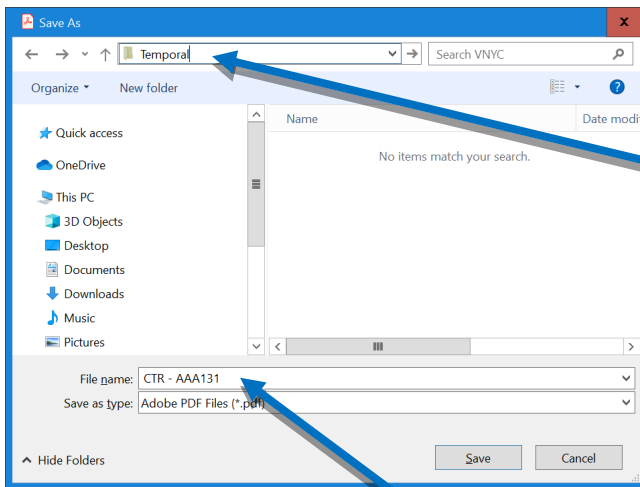 Save As
x
Temporal
Search VNYC
Organize
New folder
?
Name
Date modi
Quick access
No items match your search.
OneDrive
This PC
3D Objects
Desktop
Documents
Downloads
Music
Pictures
File name: CTR - AAA131
Save as type: Adobe PDF Files (*.pdf)
Hide Folders
Save
Cancel